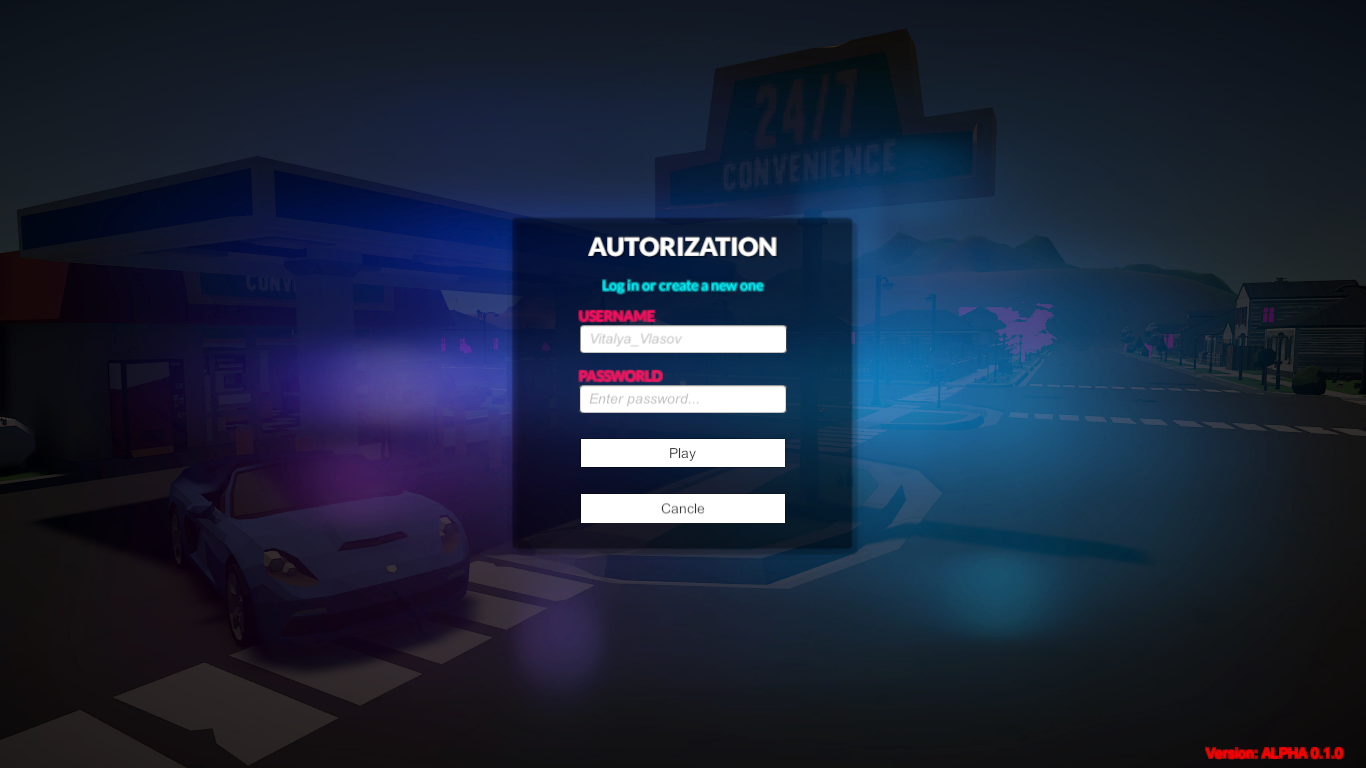 24/7
CONVENIENCE
CONV
AUTORIZATION
Log in or create a new one
USERNAME
Vitalya_Vlasov
PASSWORLD
Enter password...
Play
Cancle
Version: ALPHA 0.1.0